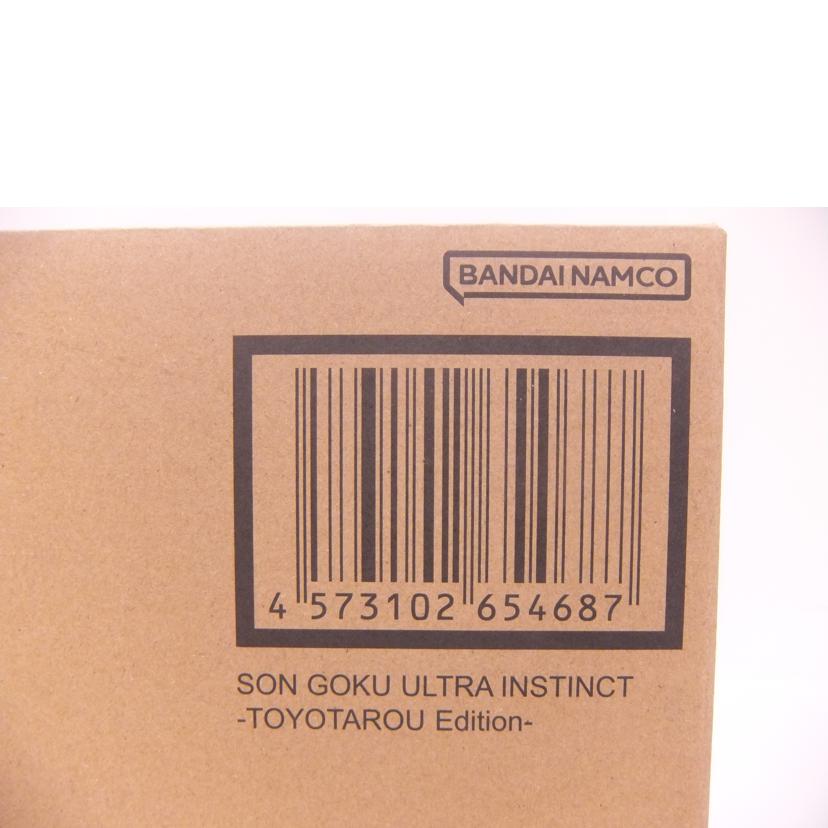 BANDAI NAMCO
4 573102 654687
SON GOKU ULTRA INSTINCT
-TOYOTAROU Edition-